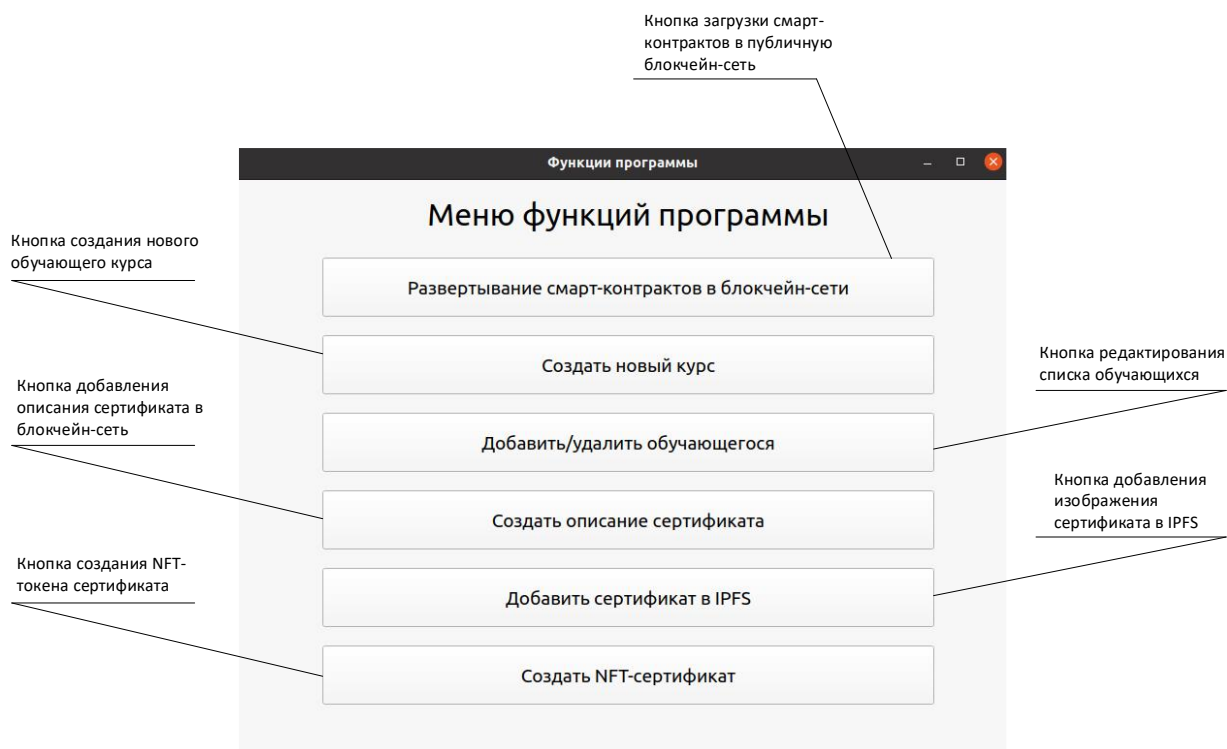 Кнопка загрузки смарт-
контрактов в публичную
блокчейн-сеть
Функции программы
Меню функций программы
Кнопка создания нового
обучающего курса
Развертывание смарт-контрактов в блокчейн-сети
Создать новый курс
Кнопка редактирования
списка обучающихся
Кнопка добавления
описания сертификата в
блокчейн-сеть
Добавить/удалить обучающегося
Кнопка добавления
изображения
сертификата в IPFS
Создать описание сертификата
Кнопка создания NFT-
токена сертификата
Добавить сертификат в IPFS
Создать NFT-сертификат